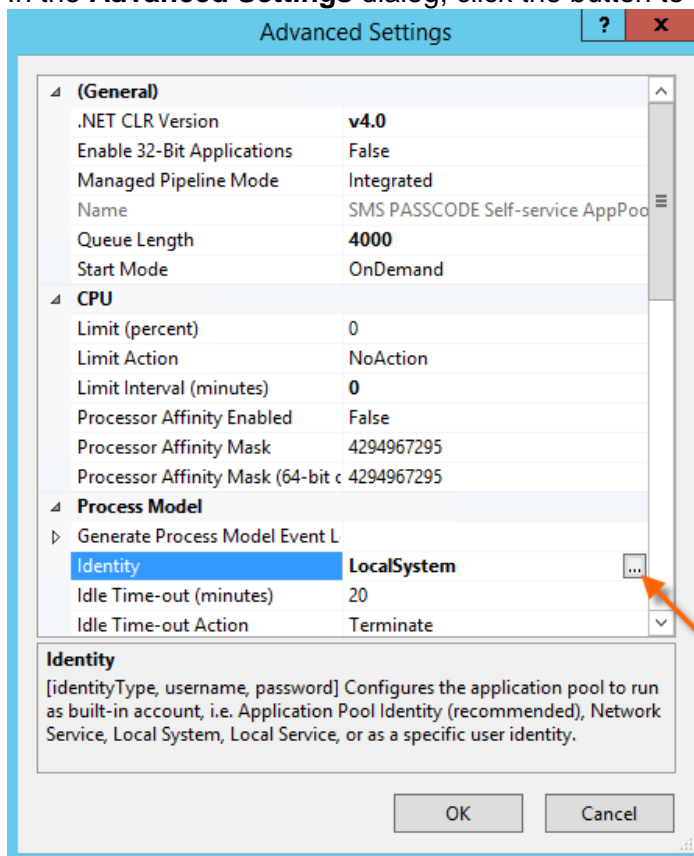 In the Advanced Settings dialog, click the button to
Advanced Settings ? x
(General)
.NET CLR Version v4.0
Enable 32-Bit Applications False
Managed Pipeline Mode Integrated
Name SMS PASSCODE Self-service AppPoo
Queue Length 4000
Start Mode OnDemand
CPU
Limit (percent) 0
Limit Action NoAction
Limit Interval (minutes) 0
Processor Affinity Enabled False
Processor Affinity Mask 4294967295
Processor Affinity Mask (64-bit c 4294967295
Process Model
Generate Process Model Event L
Identity LocalSystem ...
Idle Time-out (minutes) 20
Idle Time-out Action Terminate
Identity
[identityType, username, password] Configures the application pool to run
as built-in account, i.e. Application Pool Identity (recommended), Network
Service, Local System, Local Service, or as a specific user identity.
OK Cancel